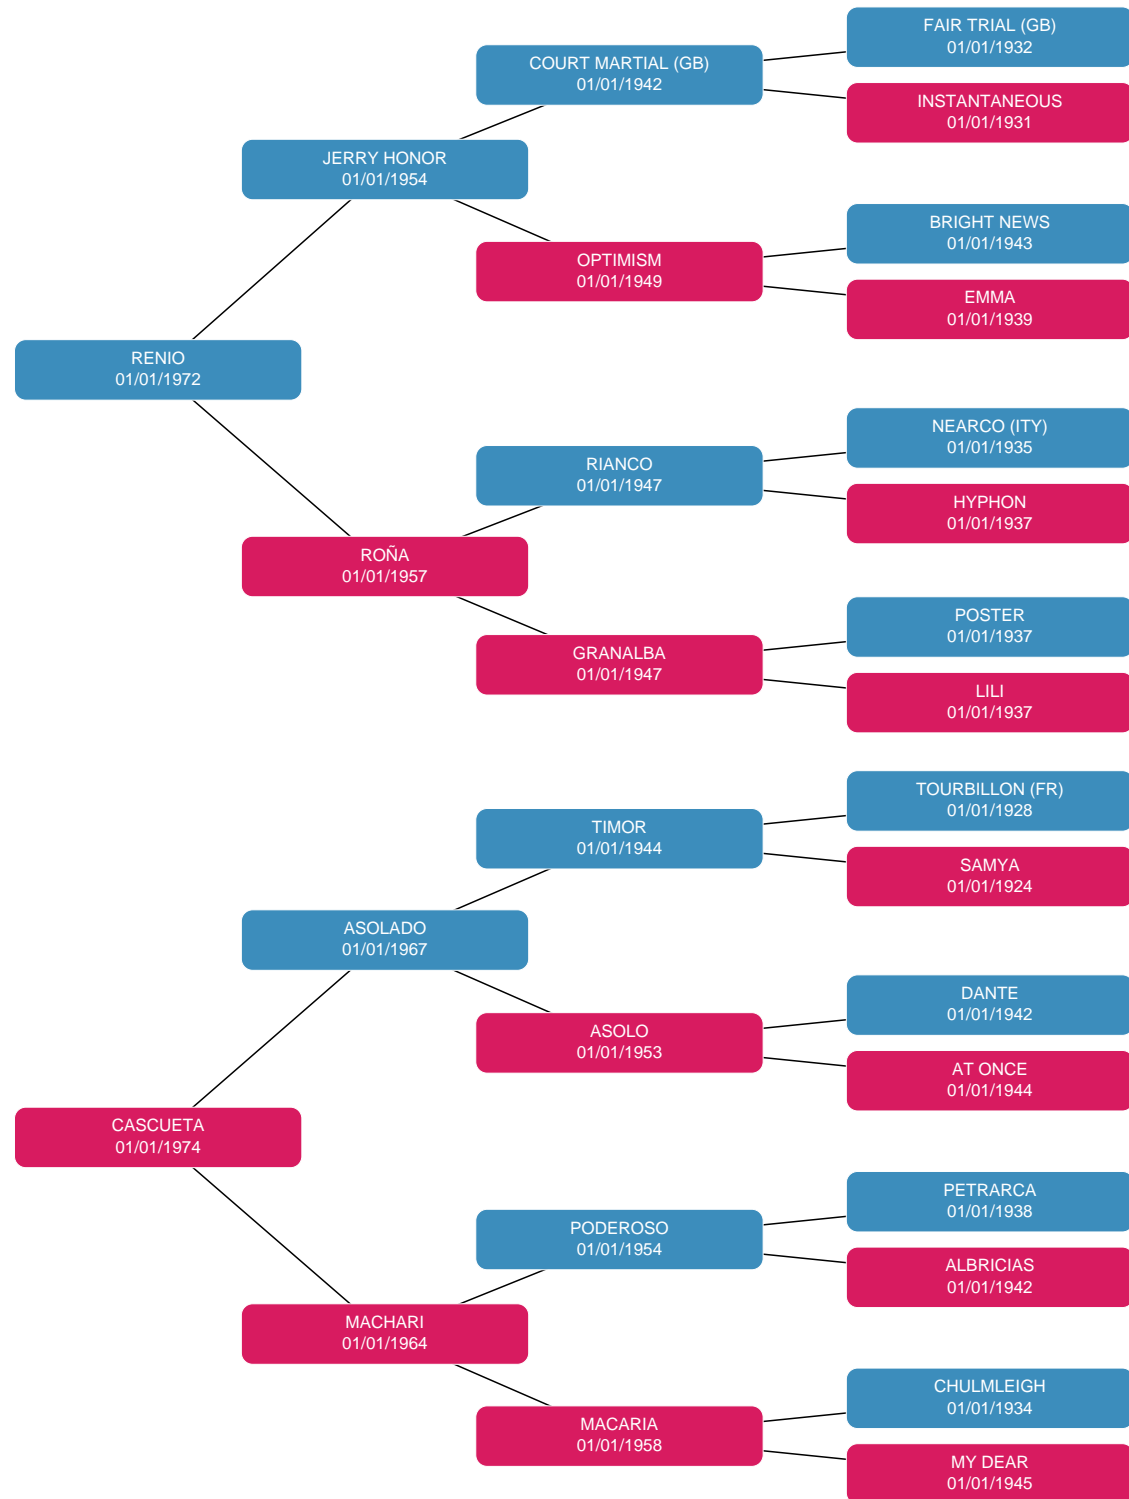 FAIR TRIAL (GB)
01/01/1932
COURT MARTIAL (GB)
01/01/1942
INSTANTANEOUS
01/01/1931
JERRY HONOR
01/01/1954
BRIGHT NEWS
01/01/1943
OPTIMISM
01/01/1949
EMMA
01/01/1939
RENIO
01/01/1972
NEARCO (ITY)
01/01/1935
RIANCO
01/01/1947
HYPHON
01/01/1937
ROÑA
01/01/1957
POSTER
01/01/1937
GRANALBA
01/01/1947
LILI
01/01/1937
TOURBILLON (FR)
01/01/1928
TIMOR
01/01/1944
SAMYA
01/01/1924
ASOLADO
01/01/1967
DANTE
01/01/1942
ASOLO
01/01/1953
AT ONCE
01/01/1944
CASCUETA
01/01/1974
PETRARCA
01/01/1938
PODEROSO
01/01/1954
ALBRICIAS
01/01/1942
MACHARI
01/01/1964
CHULMLEIGH
01/01/1934
MACARIA
01/01/1958
MY DEAR
01/01/1945